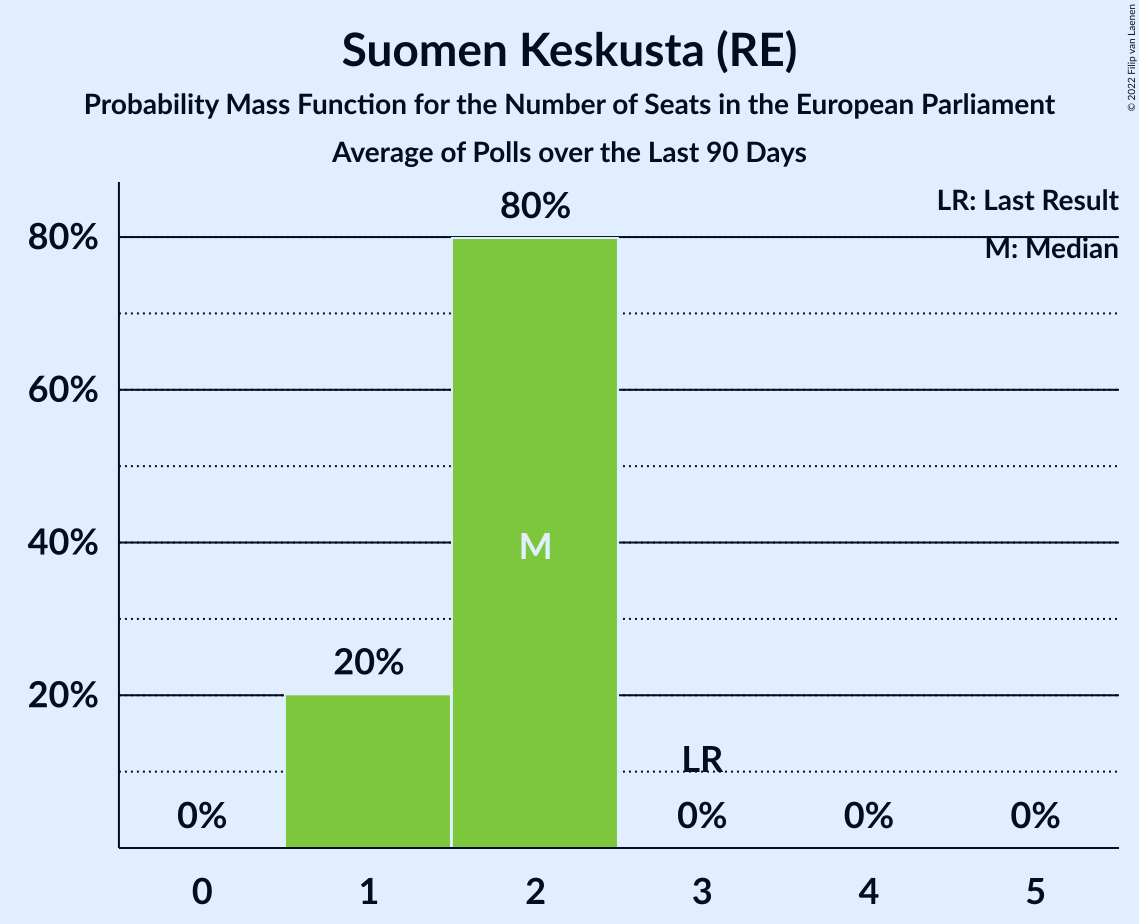 © 2022 Filip van Laenen
Suomen Keskusta (RE)
Probability Mass Function for the Number of Seats in the European Parliament
Average of Polls over the Last 90 Days
LR: Last Result
M: Median
80%
80%
60%
40%
M
20%
20%
LR
0%
0%
0%
0%
0
1
2
3
4
5